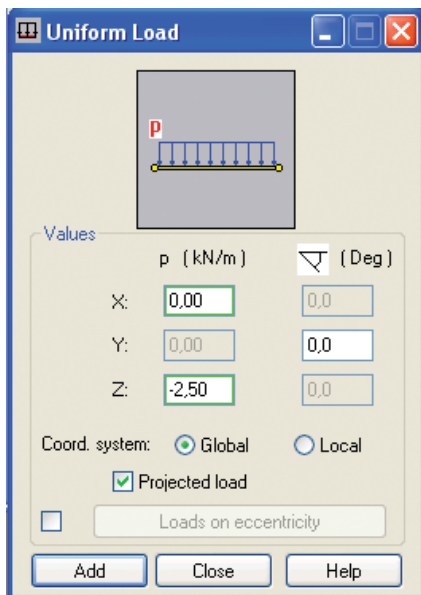 Uniform Load
p
Values
p (kN/m) (Deg)
X: 0,00 0,0
Y: 0,00 0,0
Z: -2,50 0,0
Coord. system: Global Local
Projected load
Loads on eccentricity
Add Close Help